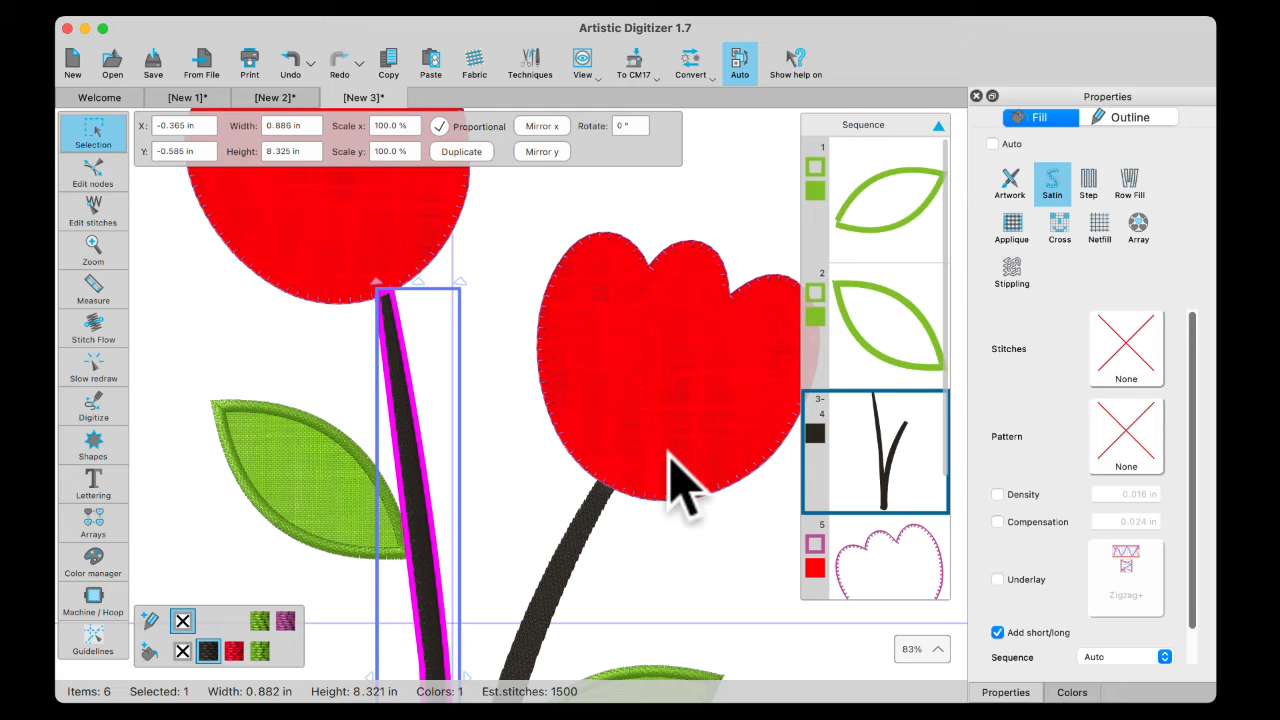 Artistic Digitizer 1.7
New Open Save From File Print Undo Redo Copy Paste Fabric Techniques View To CM17 Convert Auto Show help on
Welcome [New 1]* [New 2]* [New 3]*
X: -0.365 in Width: 0.886 in Scale x: 100.0 % Proportional Mirror x Rotate: 0 °
Y: -0.585 in Height: 8.325 in Scale y: 100.0 % Duplicate Mirror y
Selection
Edit nodes
Edit stitches
Zoom
Measure
Stitch Flow
Slow redraw
Digitize
Shapes
Lettering
Arrays
Color manager
Machine / Hoop
Guidelines
Sequence
1
2
3-
4
5
83%
Properties
Fill Outline
Auto
Artwork Satin Step Row Fill
Applique Cross Netfill Array
Stippling
Stitches None
Pattern None
Density 0.016 in
Compensation 0.024 in
Underlay Zigzag+
Add short/long
Sequence Auto
Properties Colors
Items: 6 Selected: 1 Width: 0.882 in Height: 8.321 in Colors: 1 Est.stitches: 1500